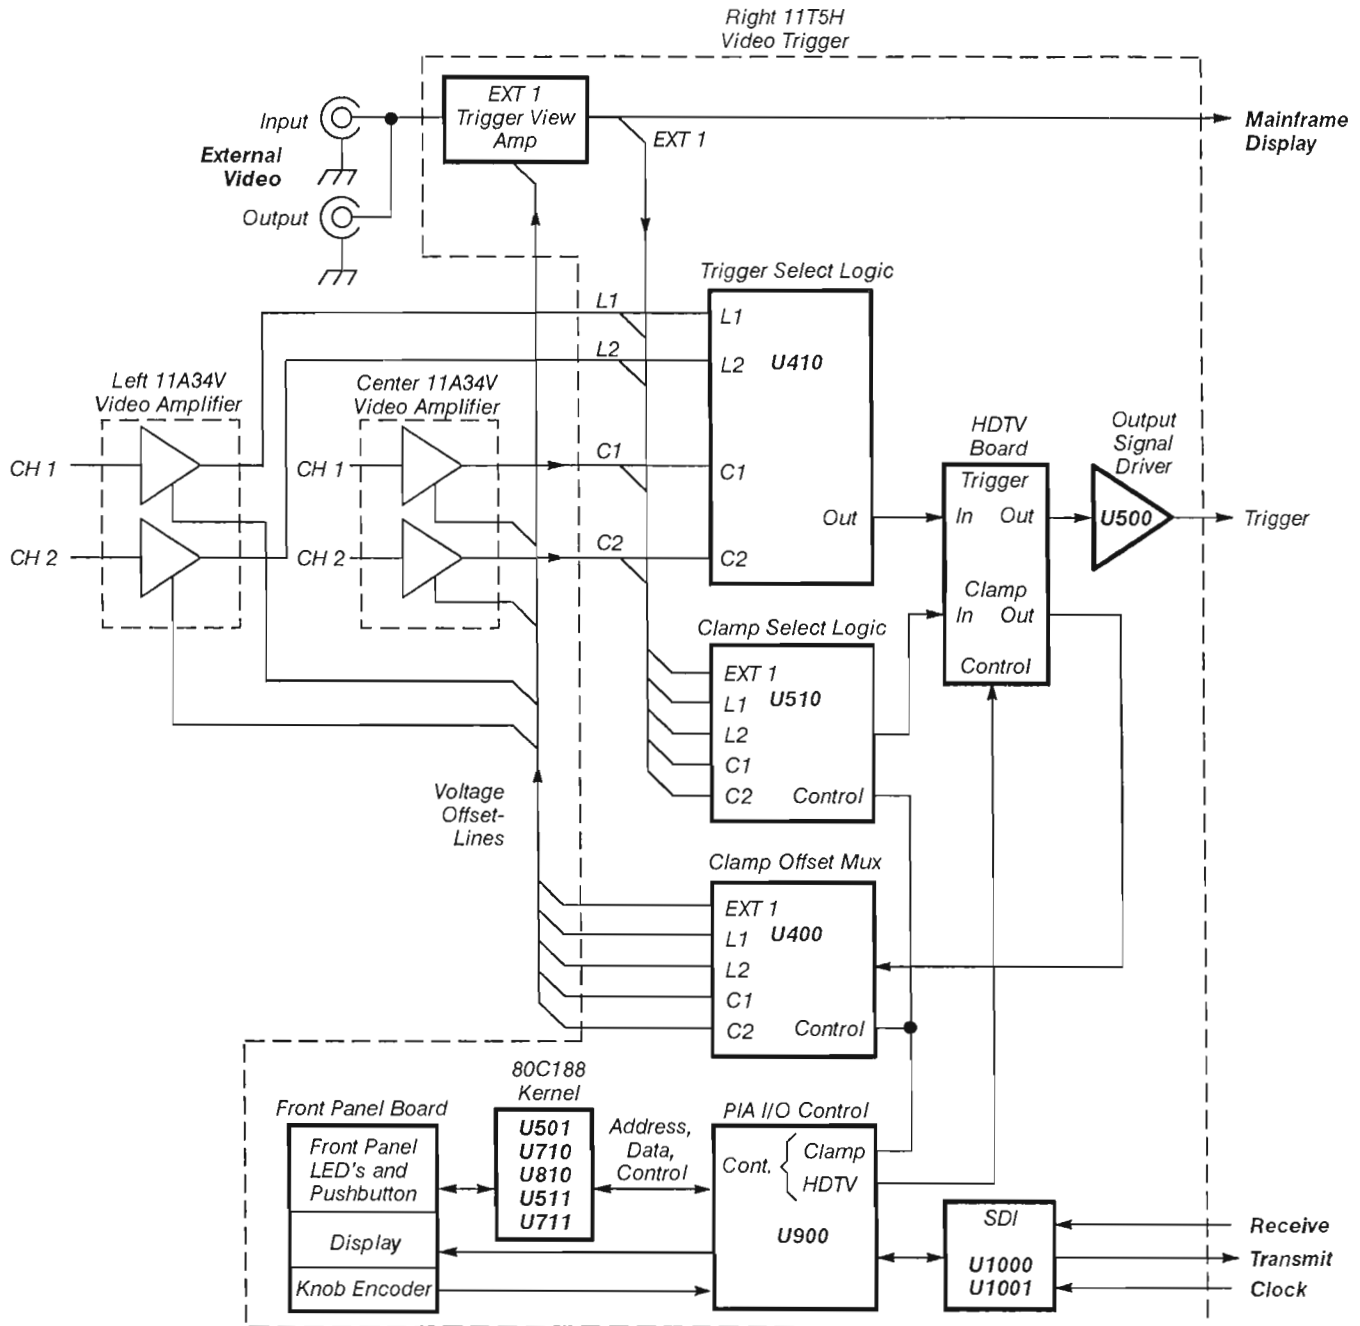 Right 11T5H
Video Trigger
EXT 1
Trigger View
Amp
Input
External
Video
Output
EXT 1
Mainframe
Display
Trigger Select Logic
L1
L1
L2
L2
U410
Left 11A34V
Video Amplifier
Center 11A34V
Video Amplifier
CH 1
CH 1
C1
C1
CH 2
CH 2
C2
C2
Out
HDTV
Board
Trigger
In Out
Clamp
In Out
Control
Output
Signal
Driver
U500
Trigger
Clamp Select Logic
EXT 1
U510
L1
L2
C1
C2
Control
Voltage
Offset-
Lines
Clamp Offset Mux
EXT 1
U400
L1
L2
C1
C2
Control
Front Panel Board
Front Panel
LED's and
Pushbutton
Display
Knob Encoder
80C188
Kernel
U501
U710
U810
U511
U711
Address,
Data,
Control
PIA I/O Control
Cont. { Clamp
HDTV
U900
SDI
U1000
U1001
Receive
Transmit
Clock